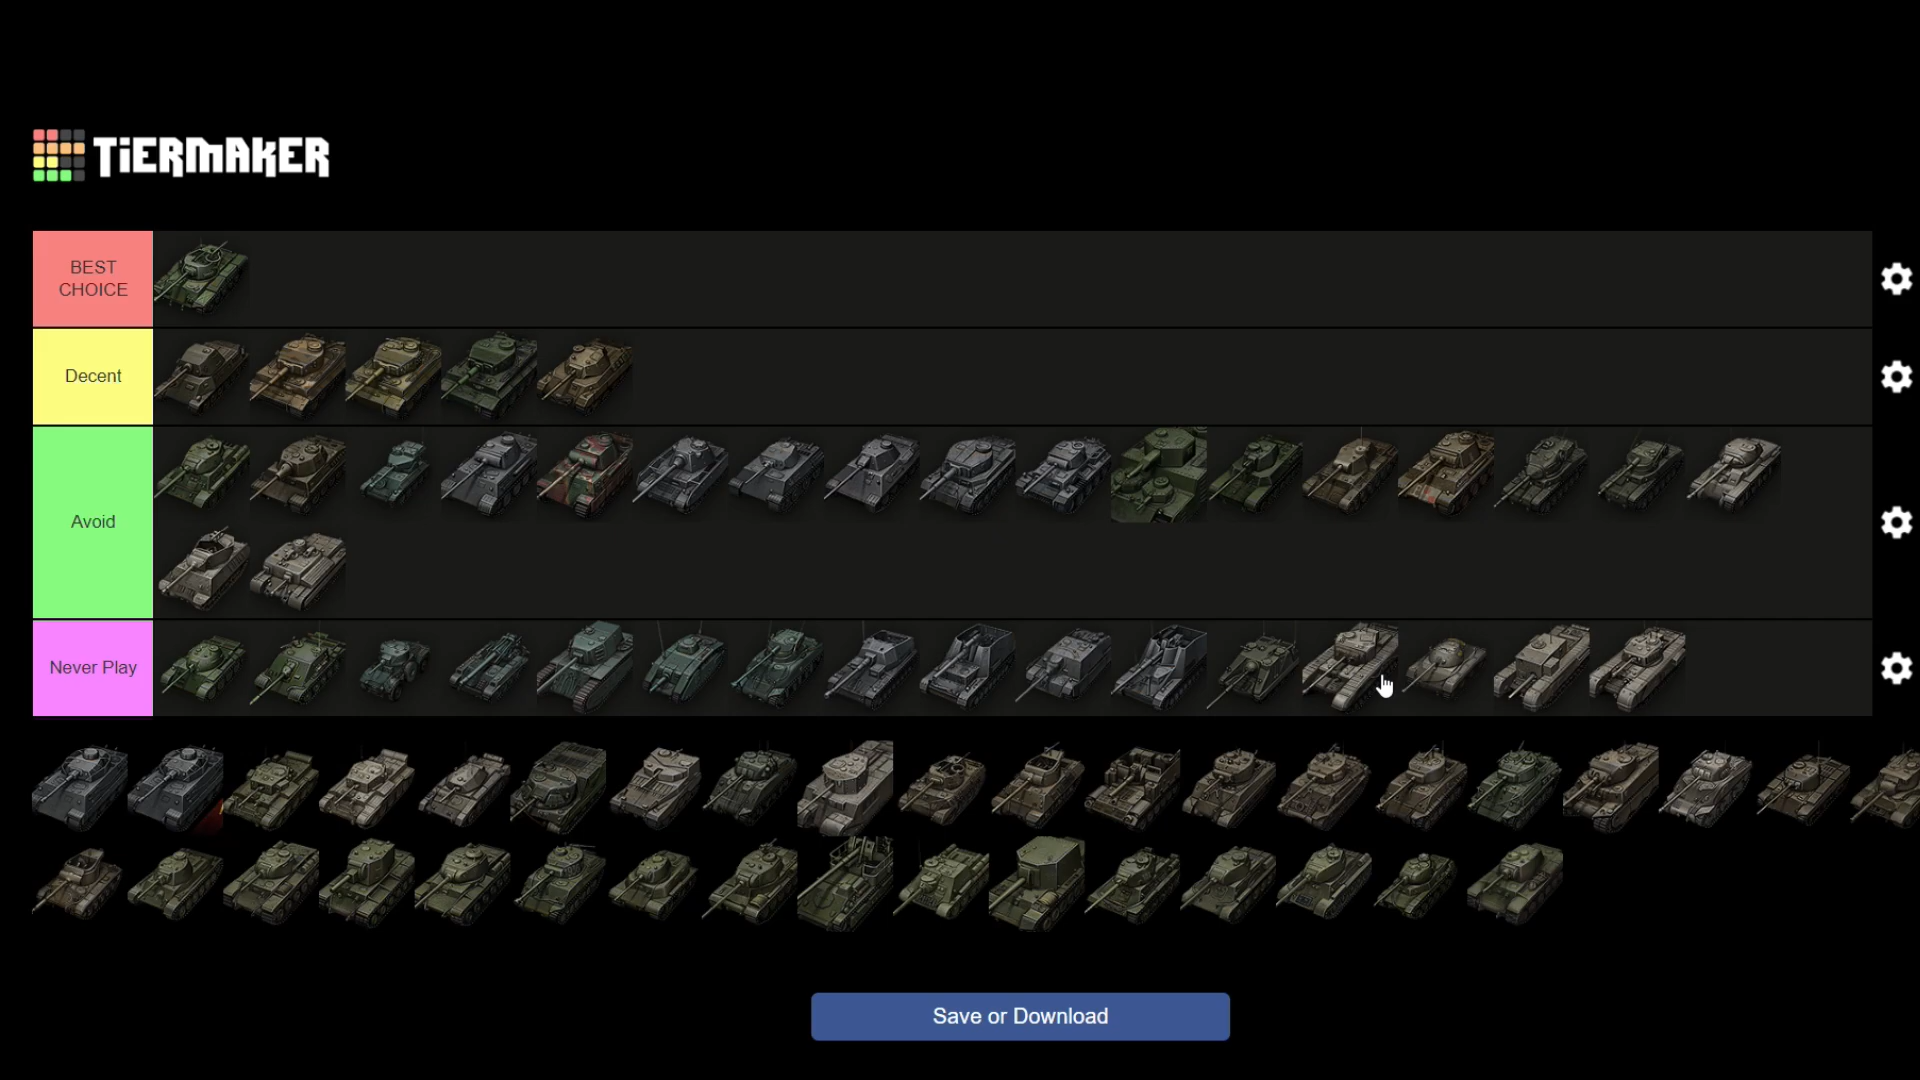 TiERMAKER
BEST
CHOICE
Decent
Avoid
Never Play
Save or Download